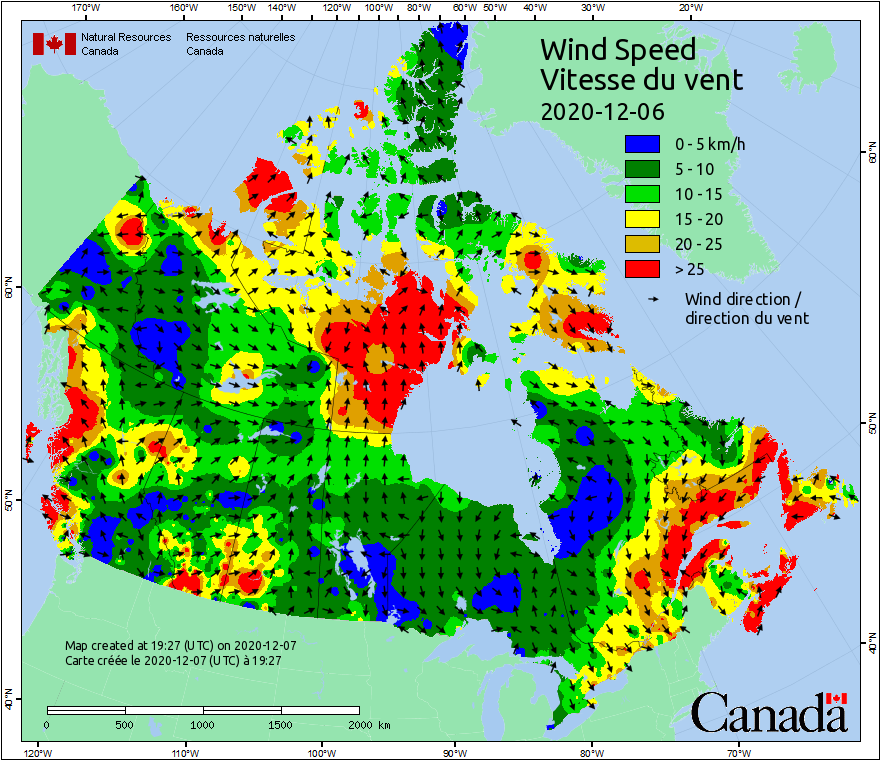 170°W 160°W 150°W 140°W 130°W 120°W 110°W 100°W 90°W 80°W 60°W 50°W 40°W 30°W 20°W
Natural Resources Ressources naturelles
Canada Canada
Wind Speed
Vitesse du vent
2020-12-06
0 - 5 km/h
5 - 10
10 - 15
15 - 20
20 - 25
> 25
Wind direction /
direction du vent
60°N
60°N
50°N
50°N
40°N
40°N
Map created at 19:27 (UTC) on 2020-12-07
Carte créée le 2020-12-07 (UTC) à 19:27
0 500 1000 1500 2000 km
Canada
120°W 110°W 100°W 90°W 80°W 70°W